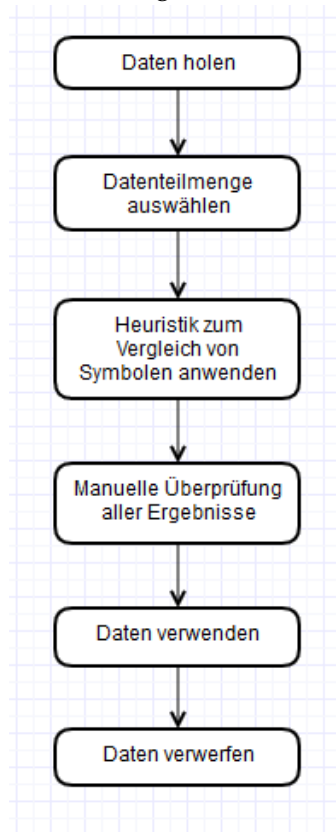 Daten holen
Datenteilmenge
auswählen
Heuristik zum
Vergleich von
Symbolen anwenden
Manuelle Überprüfung
aller Ergebnisse
Daten verwenden
Daten verwerfen